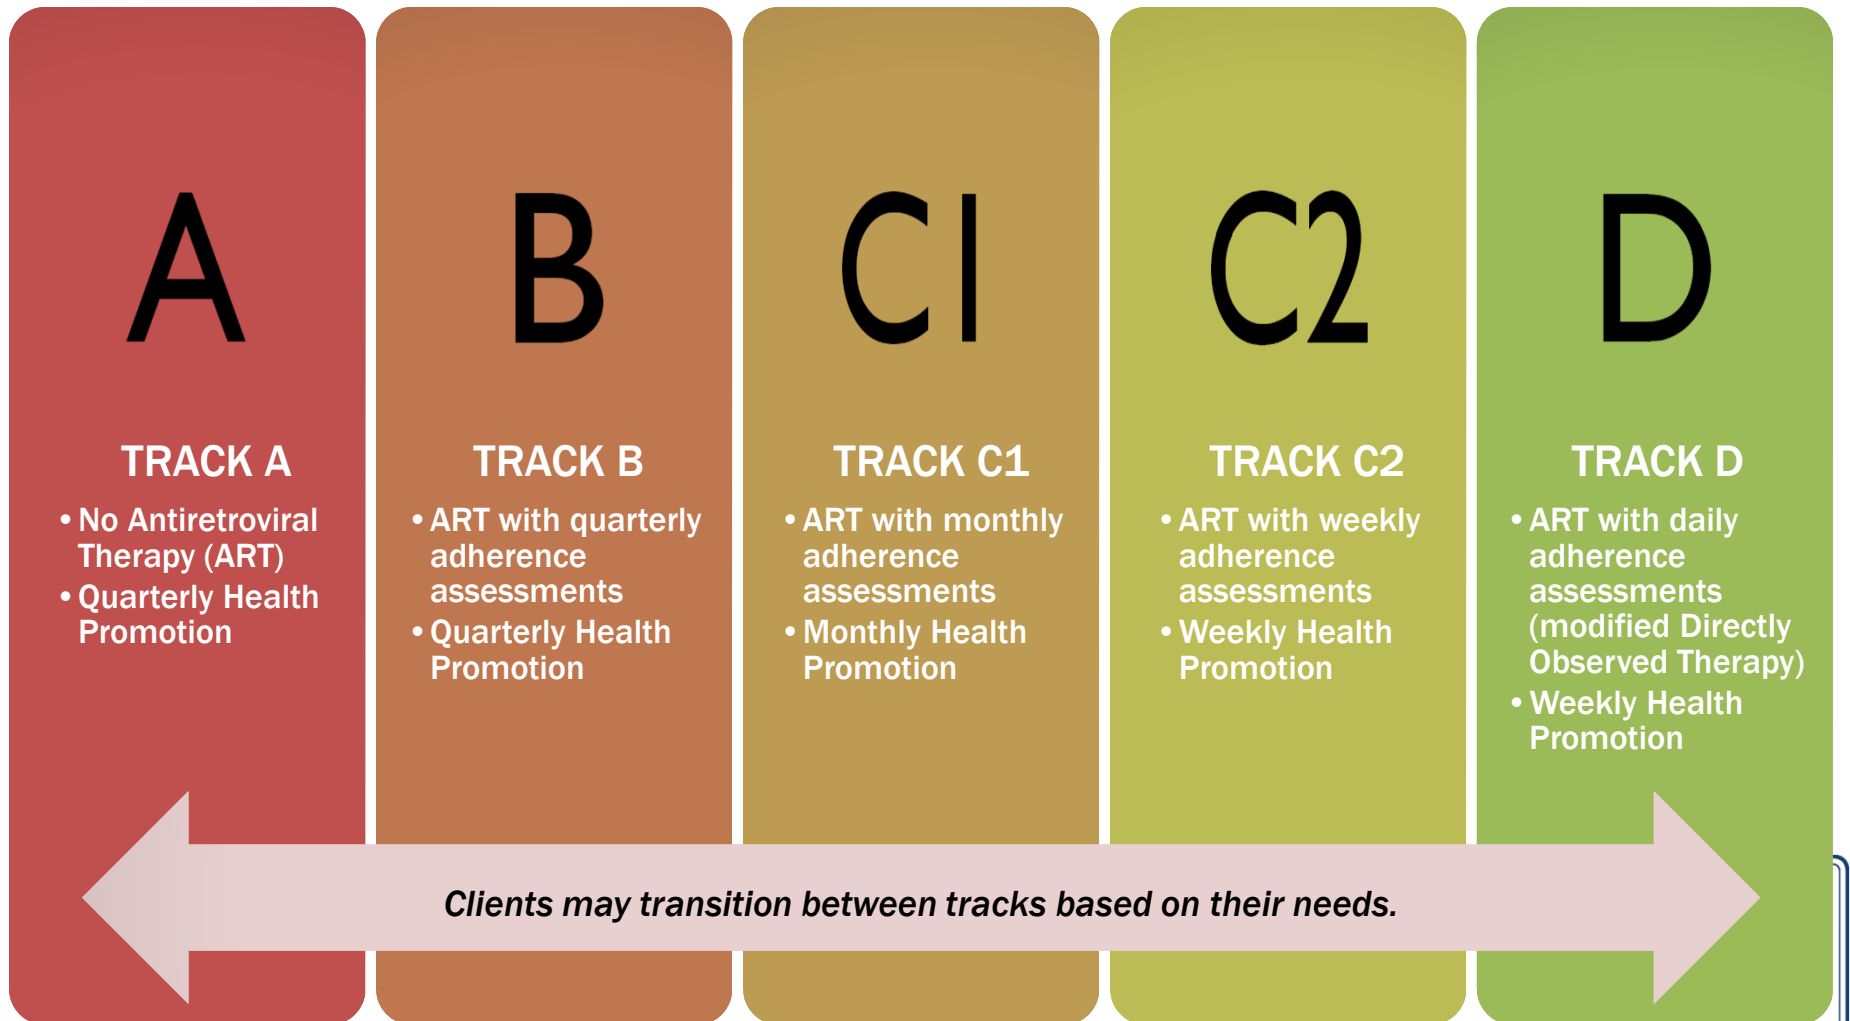 A
B
C1
C2
D
TRACK A
• No Antiretroviral
Therapy (ART)
• Quarterly Health
Promotion
TRACK B
• ART with quarterly
adherence
assessments
• Quarterly Health
Promotion
TRACK C1
• ART with monthly
adherence
assessments
• Monthly Health
Promotion
TRACK C2
• ART with weekly
adherence
assessments
• Weekly Health
Promotion
TRACK D
• ART with daily
adherence
assessments
(modified Directly
Observed Therapy)
• Weekly Health
Promotion
Clients may transition between tracks based on their needs.